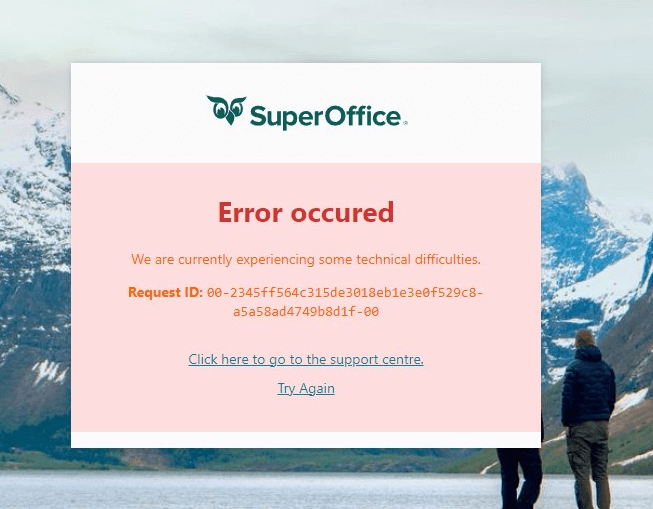 SuperOffice®
Error occured
We are currently experiencing some technical difficulties.
Request ID: 00-2345ff564c315de3018eb1e3e0f529c8-
a5a58ad4749b8d1f-00
Click here to go to the support centre.
Try Again